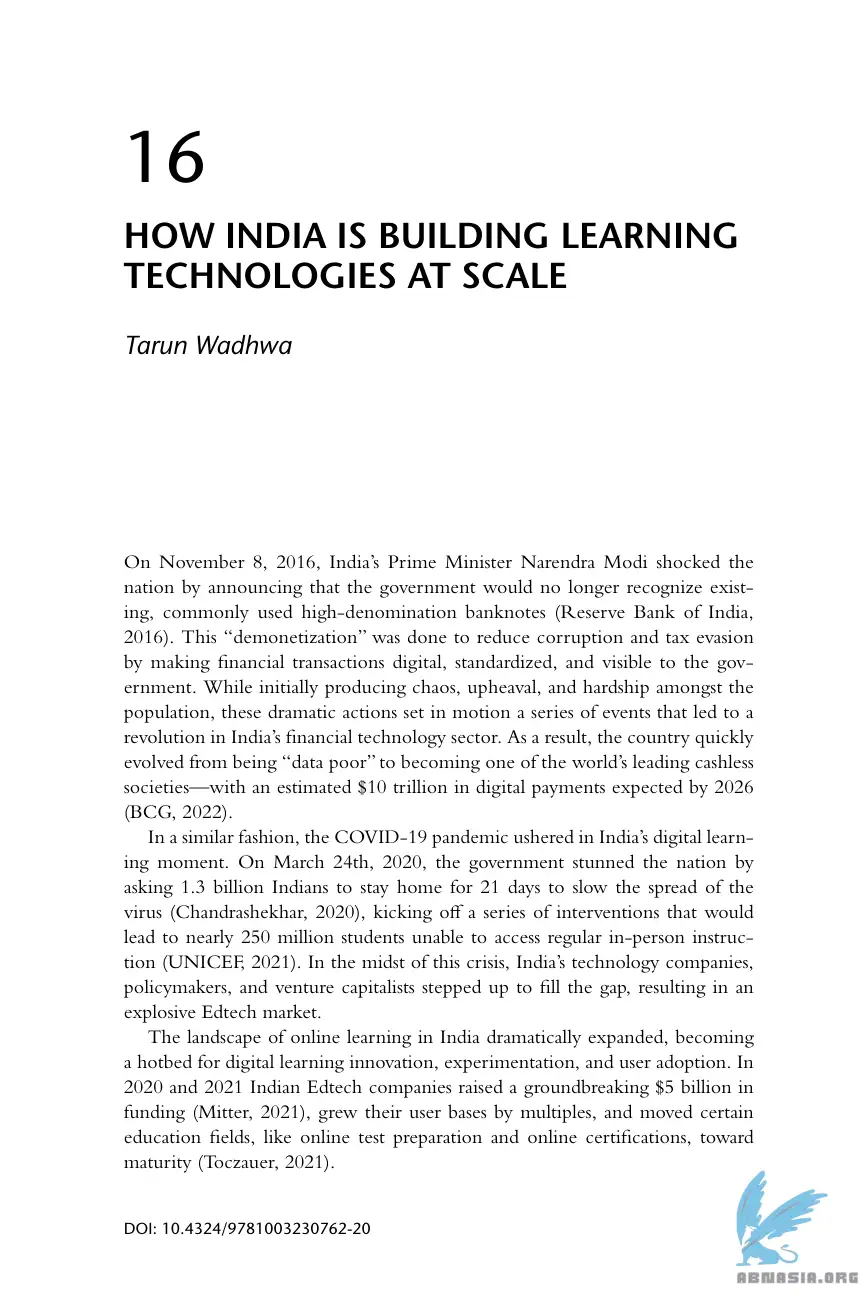 16
HOW INDIA IS BUILDING LEARNING
TECHNOLOGIES AT SCALE
Tarun Wadhwa
On November 8, 2016, India’s Prime Minister Narendra Modi shocked the
nation by announcing that the government would no longer recognize exist-
ing, commonly used high-denomination banknotes (Reserve Bank of India,
2016). This “demonetization” was done to reduce corruption and tax evasion
by making financial transactions digital, standardized, and visible to the gov-
ernment. While initially producing chaos, upheaval, and hardship amongst the
population, these dramatic actions set in motion a series of events that led to a
revolution in India’s financial technology sector. As a result, the country quickly
evolved from being “data poor” to becoming one of the world’s leading cashless
societies—with an estimated $10 trillion in digital payments expected by 2026
(BCG, 2022).
In a similar fashion, the COVID-19 pandemic ushered in India’s digital learn-
ing moment. On March 24th, 2020, the government stunned the nation by
asking 1.3 billion Indians to stay home for 21 days to slow the spread of the
virus (Chandrashekhar, 2020), kicking off a series of interventions that would
lead to nearly 250 million students unable to access regular in-person instruc-
tion (UNICEF, 2021). In the midst of this crisis, India’s technology companies,
policymakers, and venture capitalists stepped up to fill the gap, resulting in an
explosive Edtech market.
The landscape of online learning in India dramatically expanded, becoming
a hotbed for digital learning innovation, experimentation, and user adoption. In
2020 and 2021 Indian Edtech companies raised a groundbreaking $5 billion in
funding (Mitter, 2021), grew their user bases by multiples, and moved certain
education fields, like online test preparation and online certifications, toward
maturity (Toczauer, 2021).
DOI: 10.4324/9781003230762-20
ABNASIA.ORG